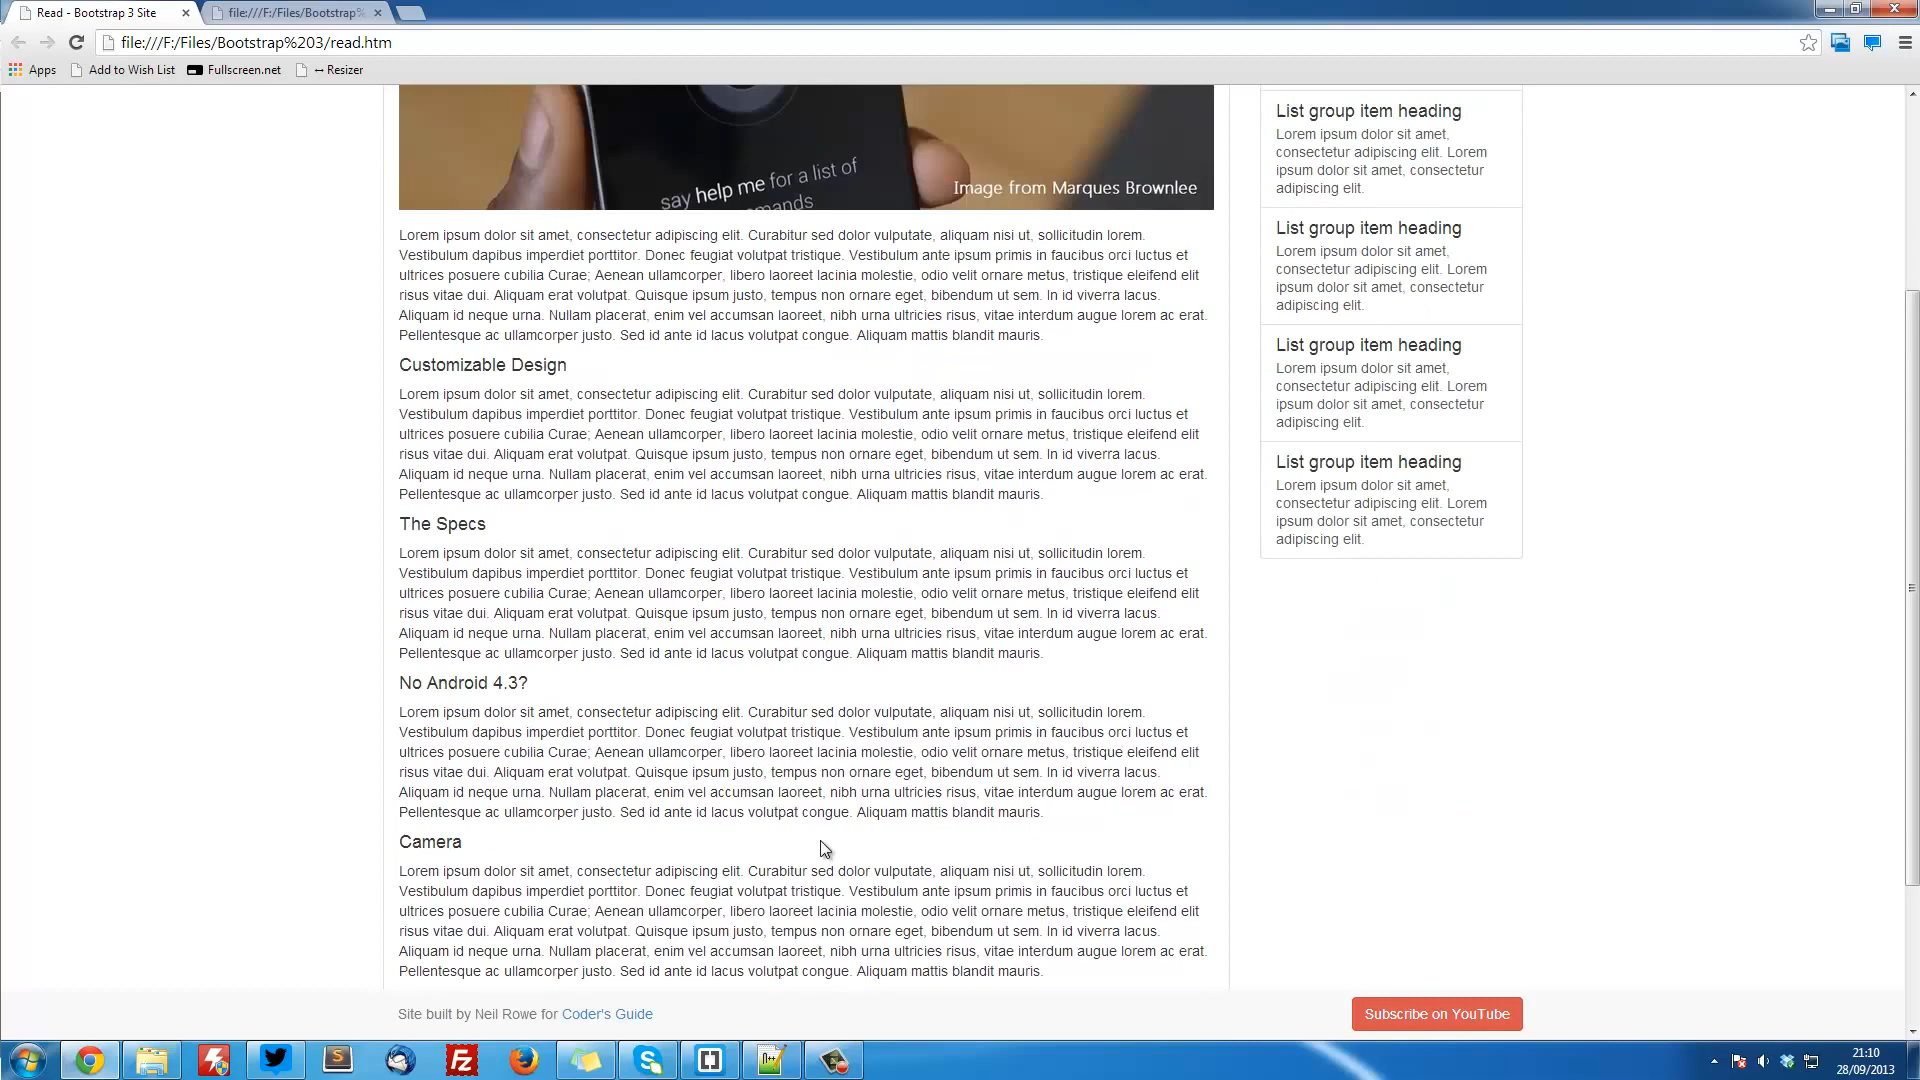 Read - Bootstrap 3 Site
file:///F:/Files/Bootstrap%
file:///F:/Files/Bootstrap%203/read.htm
Apps
Add to Wish List
Fullscreen.net
↔ Resizer
say help me for a list of
Image from Marques Brownlee
Lorem ipsum dolor sit amet, consectetur adipiscing elit. Curabitur sed dolor vulputate, aliquam nisi ut, sollicitudin lorem.
Vestibulum dapibus imperdiet porttitor. Donec feugiat volutpat tristique. Vestibulum ante ipsum primis in faucibus orci luctus et
ultrices posuere cubilia Curae; Aenean ullamcorper, libero laoreet lacinia molestie, odio velit ornare metus, tristique eleifend elit
risus vitae dui. Aliquam erat volutpat. Quisque ipsum justo, tempus non ornare eget, bibendum ut sem. In id viverra lacus.
Aliquam id neque urna. Nullam placerat, enim vel accumsan laoreet, nibh urna ultricies risus, vitae interdum augue lorem ac erat.
Pellentesque ac ullamcorper justo. Sed id ante id lacus volutpat congue. Aliquam mattis blandit mauris.
Customizable Design
Lorem ipsum dolor sit amet, consectetur adipiscing elit. Curabitur sed dolor vulputate, aliquam nisi ut, sollicitudin lorem.
Vestibulum dapibus imperdiet porttitor. Donec feugiat volutpat tristique. Vestibulum ante ipsum primis in faucibus orci luctus et
ultrices posuere cubilia Curae; Aenean ullamcorper, libero laoreet lacinia molestie, odio velit ornare metus, tristique eleifend elit
risus vitae dui. Aliquam erat volutpat. Quisque ipsum justo, tempus non ornare eget, bibendum ut sem. In id viverra lacus.
Aliquam id neque urna. Nullam placerat, enim vel accumsan laoreet, nibh urna ultricies risus, vitae interdum augue lorem ac erat.
Pellentesque ac ullamcorper justo. Sed id ante id lacus volutpat congue. Aliquam mattis blandit mauris.
The Specs
Lorem ipsum dolor sit amet, consectetur adipiscing elit. Curabitur sed dolor vulputate, aliquam nisi ut, sollicitudin lorem.
Vestibulum dapibus imperdiet porttitor. Donec feugiat volutpat tristique. Vestibulum ante ipsum primis in faucibus orci luctus et
ultrices posuere cubilia Curae; Aenean ullamcorper, libero laoreet lacinia molestie, odio velit ornare metus, tristique eleifend elit
risus vitae dui. Aliquam erat volutpat. Quisque ipsum justo, tempus non ornare eget, bibendum ut sem. In id viverra lacus.
Aliquam id neque urna. Nullam placerat, enim vel accumsan laoreet, nibh urna ultricies risus, vitae interdum augue lorem ac erat.
Pellentesque ac ullamcorper justo. Sed id ante id lacus volutpat congue. Aliquam mattis blandit mauris.
No Android 4.3?
Lorem ipsum dolor sit amet, consectetur adipiscing elit. Curabitur sed dolor vulputate, aliquam nisi ut, sollicitudin lorem.
Vestibulum dapibus imperdiet porttitor. Donec feugiat volutpat tristique. Vestibulum ante ipsum primis in faucibus orci luctus et
ultrices posuere cubilia Curae; Aenean ullamcorper, libero laoreet lacinia molestie, odio velit ornare metus, tristique eleifend elit
risus vitae dui. Aliquam erat volutpat. Quisque ipsum justo, tempus non ornare eget, bibendum ut sem. In id viverra lacus.
Aliquam id neque urna. Nullam placerat, enim vel accumsan laoreet, nibh urna ultricies risus, vitae interdum augue lorem ac erat.
Pellentesque ac ullamcorper justo. Sed id ante id lacus volutpat congue. Aliquam mattis blandit mauris.
Camera
Lorem ipsum dolor sit amet, consectetur adipiscing elit. Curabitur sed dolor vulputate, aliquam nisi ut, sollicitudin lorem.
Vestibulum dapibus imperdiet porttitor. Donec feugiat volutpat tristique. Vestibulum ante ipsum primis in faucibus orci luctus et
ultrices posuere cubilia Curae; Aenean ullamcorper, libero laoreet lacinia molestie, odio velit ornare metus, tristique eleifend elit
risus vitae dui. Aliquam erat volutpat. Quisque ipsum justo, tempus non ornare eget, bibendum ut sem. In id viverra lacus.
Aliquam id neque urna. Nullam placerat, enim vel accumsan laoreet, nibh urna ultricies risus, vitae interdum augue lorem ac erat.
Pellentesque ac ullamcorper justo. Sed id ante id lacus volutpat congue. Aliquam mattis blandit mauris.
List group item heading
Lorem ipsum dolor sit amet,
consectetur adipiscing elit. Lorem
ipsum dolor sit amet, consectetur
adipiscing elit.
List group item heading
Lorem ipsum dolor sit amet,
consectetur adipiscing elit. Lorem
ipsum dolor sit amet, consectetur
adipiscing elit.
List group item heading
Lorem ipsum dolor sit amet,
consectetur adipiscing elit. Lorem
ipsum dolor sit amet, consectetur
adipiscing elit.
List group item heading
Lorem ipsum dolor sit amet,
consectetur adipiscing elit. Lorem
ipsum dolor sit amet, consectetur
adipiscing elit.
Site built by Neil Rowe for Coder's Guide
Subscribe on YouTube
21:10
28/09/2013